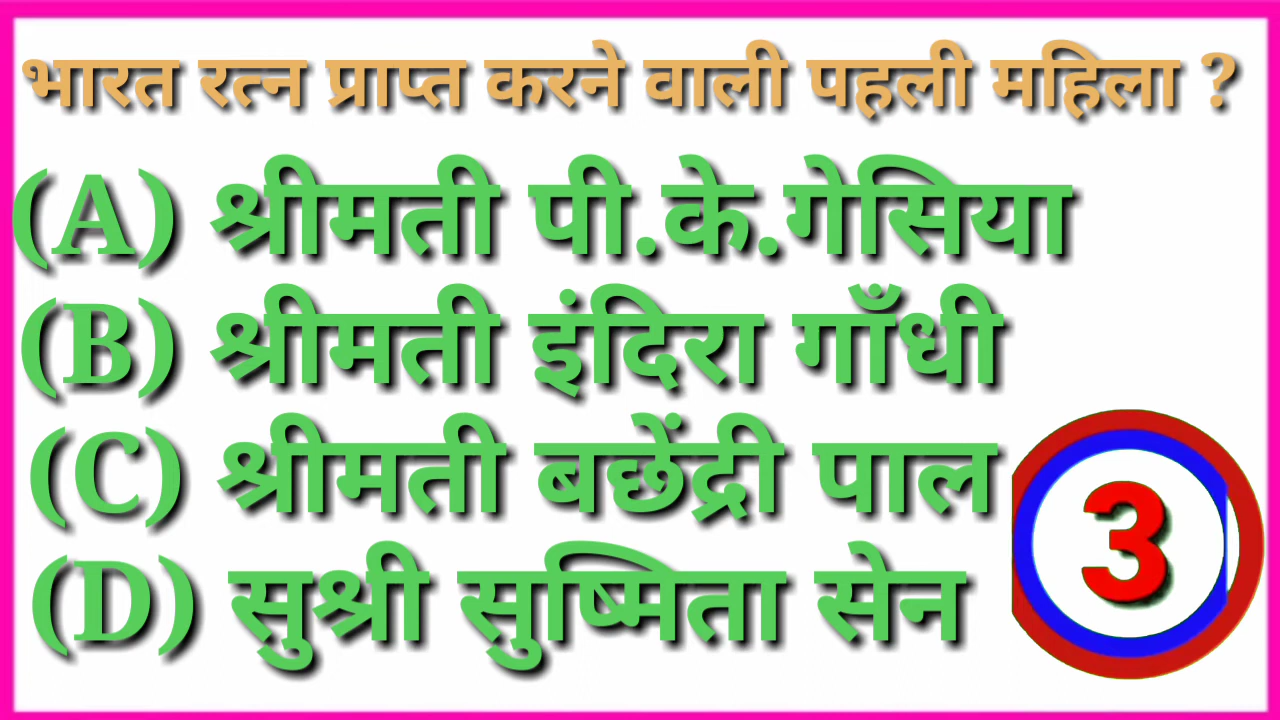 भारत रत्न प्राप्त करने वाली पहली महिला ?
(A) श्रीमती पी.के.गेसिया
(B) श्रीमती इंदिरा गाँधी
(C) श्रीमती बछेंद्री पाल
(D) सुश्री सुष्मिता सेन
3